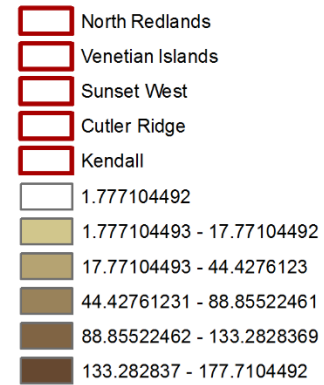 North Redlands
Venetian Islands
Sunset West
Cutler Ridge
Kendall
1.777104492
1.777104493 - 17.77104492
17.77104493 - 44.4276123
44.42761231 - 88.85522461
88.85522462 - 133.2828369
133.282837 - 177.7104492